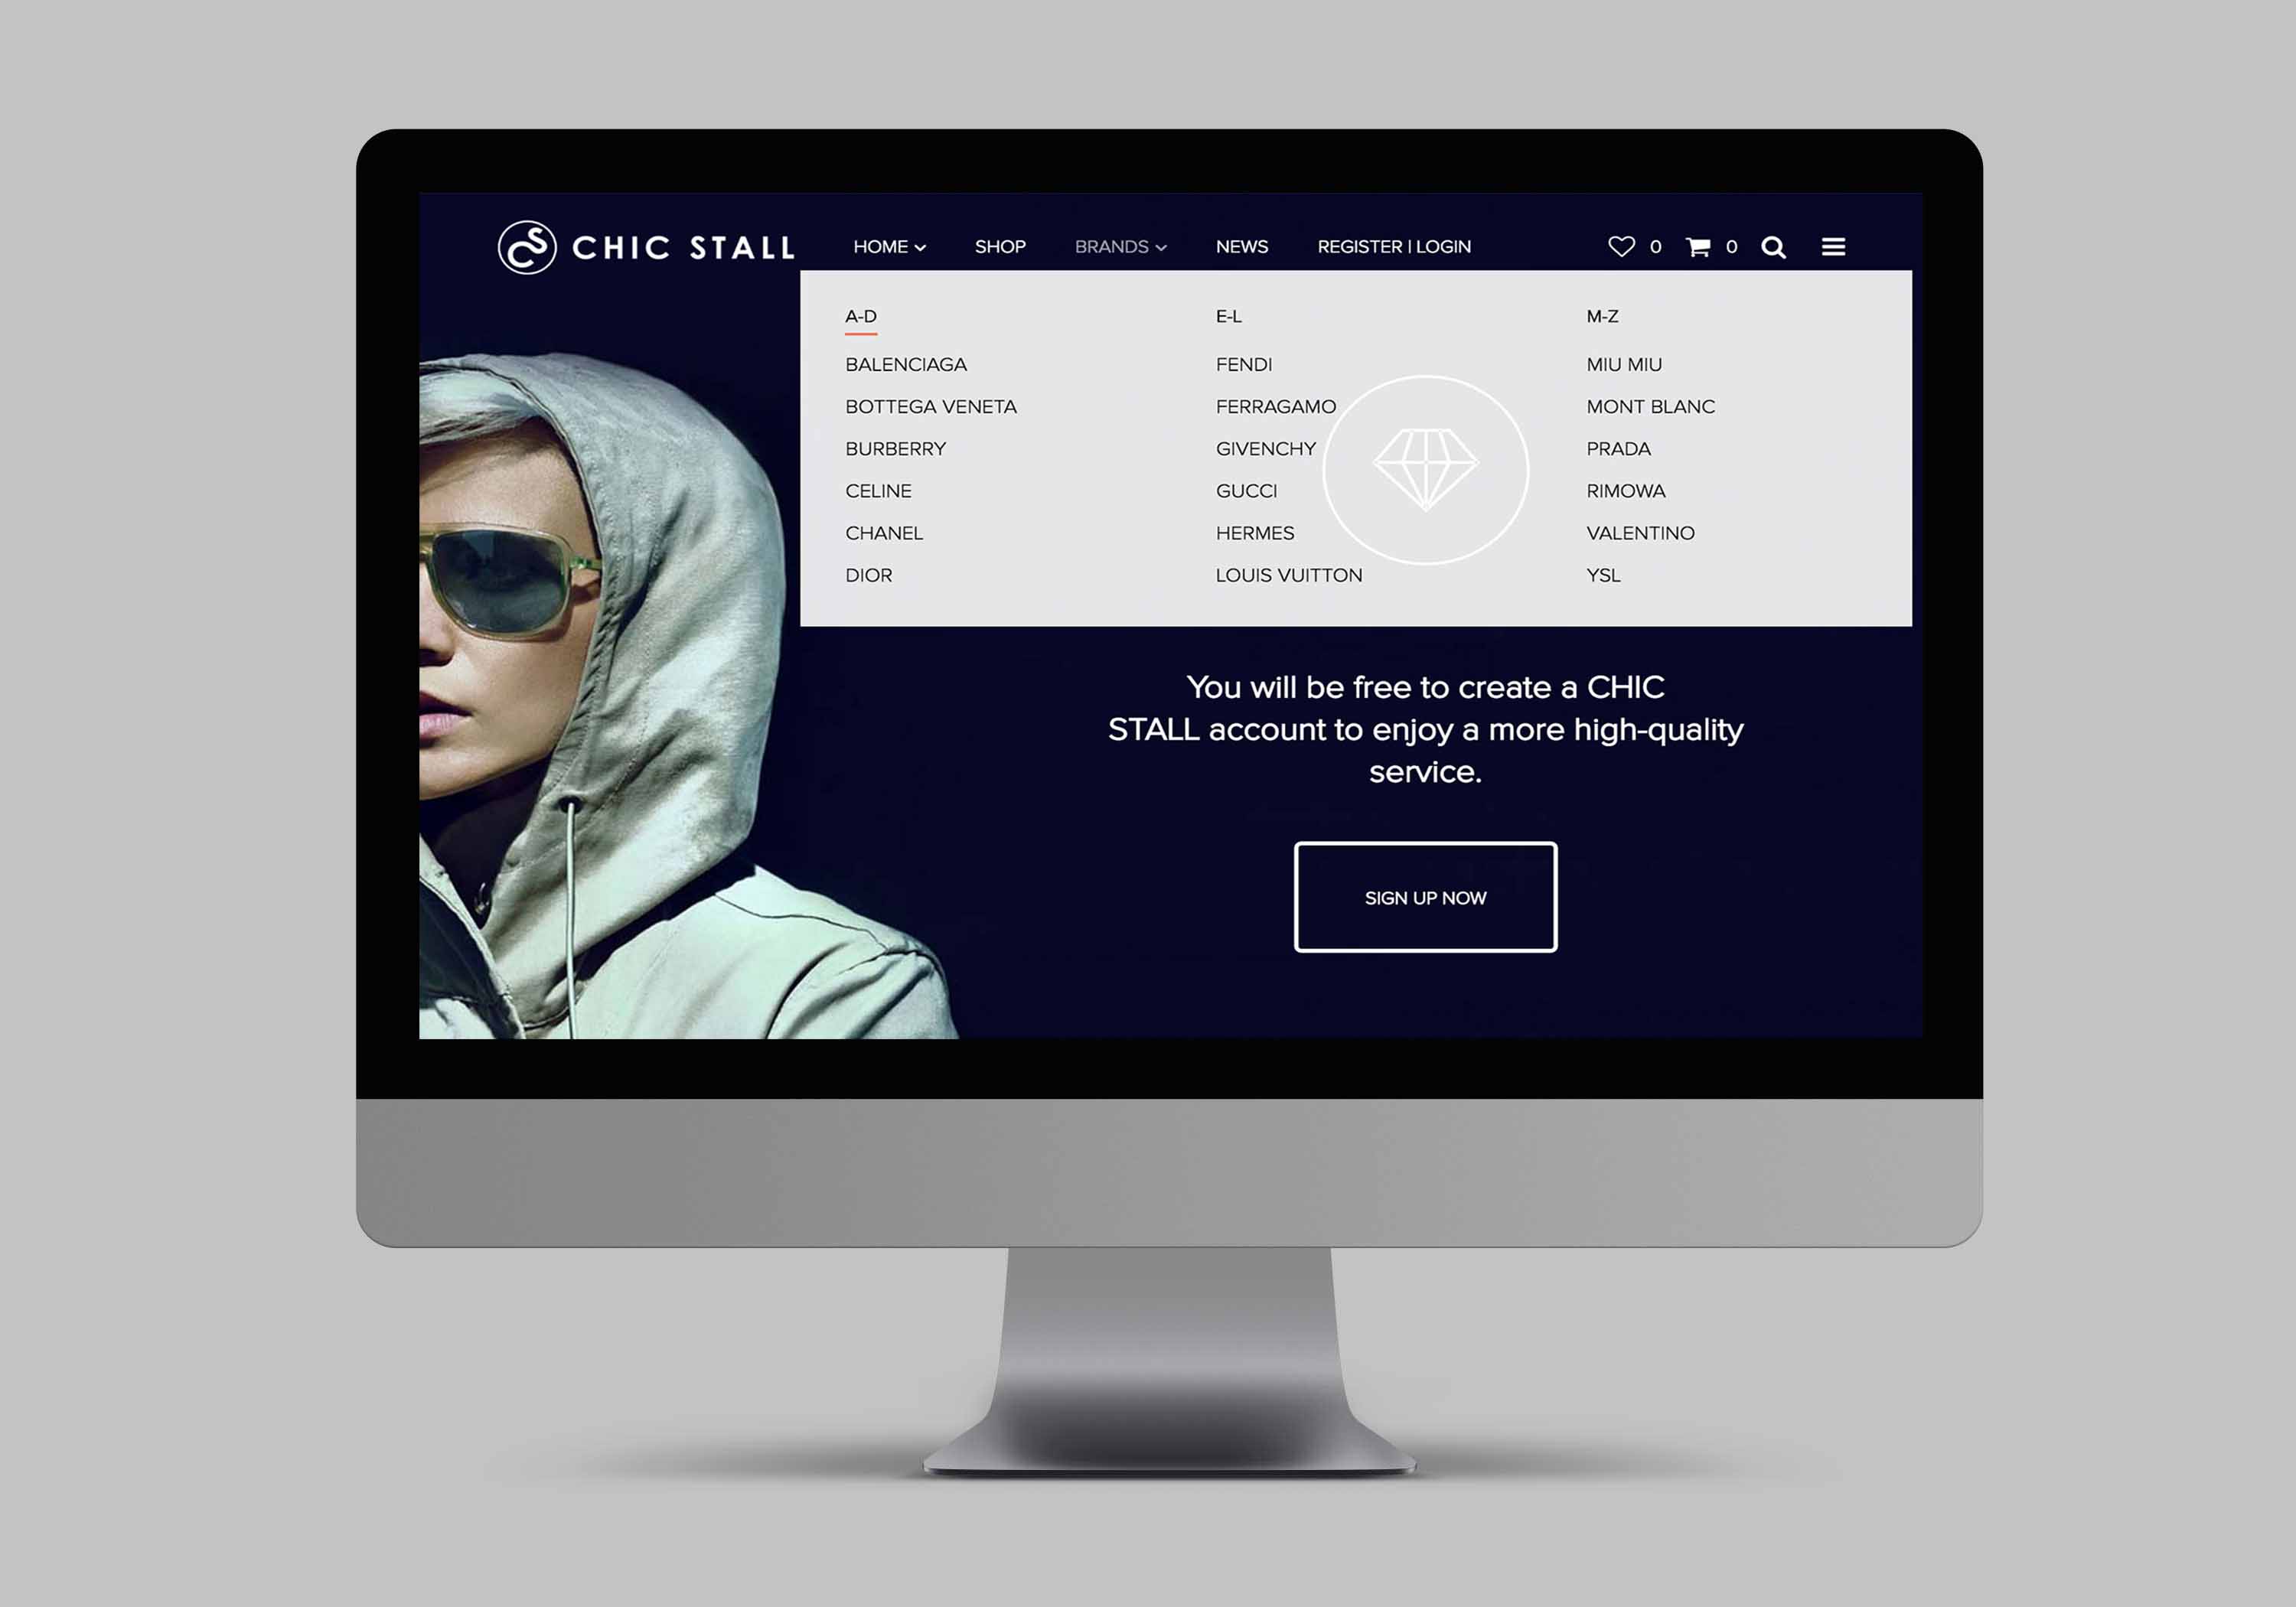 CHIC STALL
HOME
SHOP
BRANDS
NEWS
REGISTER | LOGIN
0
0
A-D
BALENCIAGA
BOTTEGA VENETA
BURBERRY
CELINE
CHANEL
DIOR
E-L
FENDI
FERRAGAMO
GIVENCHY
GUCCI
HERMES
LOUIS VUITTON
M-Z
MIU MIU
MONT BLANC
PRADA
RIMOWA
VALENTINO
YSL
You will be free to create a CHIC
STALL account to enjoy a more high-quality
service.
SIGN UP NOW